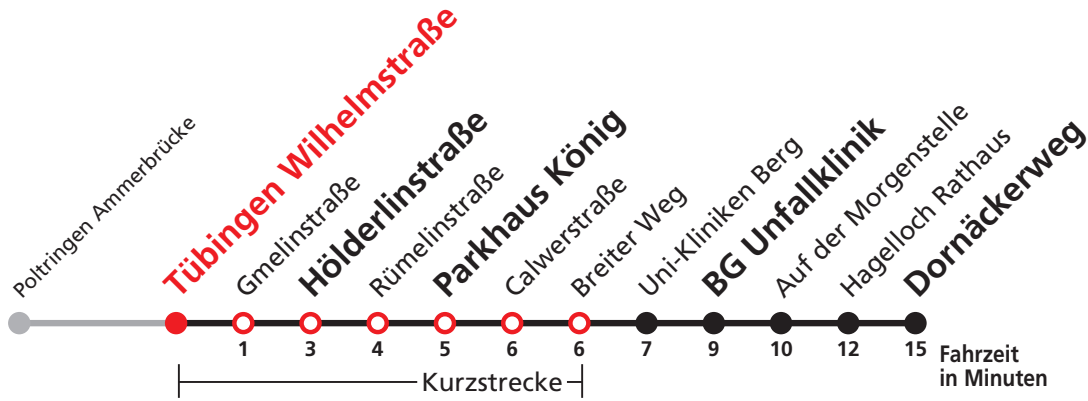 Poltringen Ammerbrücke
Tübingen Wilhelmstraße
Gmelinstraße
Hölderlinstraße
Rümelinstraße
Parkhaus König
Calwerstraße
Breiter Weg
Uni-Kliniken Berg
BG Unfallklinik
Auf der Morgenstelle
Hagelloch Rathaus
Dornäckerweg
1 3 4 5 6 6 7 9 10 12 15
Fahrzeit
in Minuten
Kurzstrecke